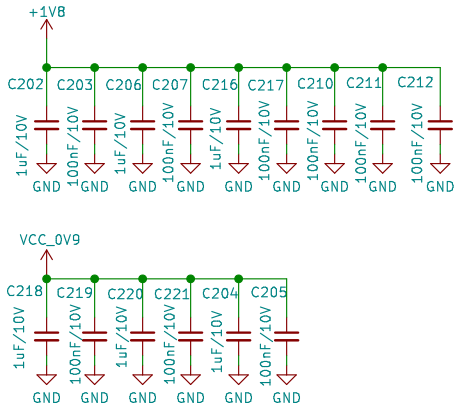 +1V8
C202 C203 C206 C207 C216 C217 C210 C211 C212
1uF/10V 100nF/10V 1uF/10V 100nF/10V 1uF/10V 100nF/10V 100nF/10V 100nF/10V 100nF/10V
GND GND GND GND GND GND GND GND GND
VCC_0V9
C218 C219 C220 C221 C204 C205
1uF/10V 100nF/10V 1uF/10V 100nF/10V 1uF/10V 100nF/10V
GND GND GND GND GND GND